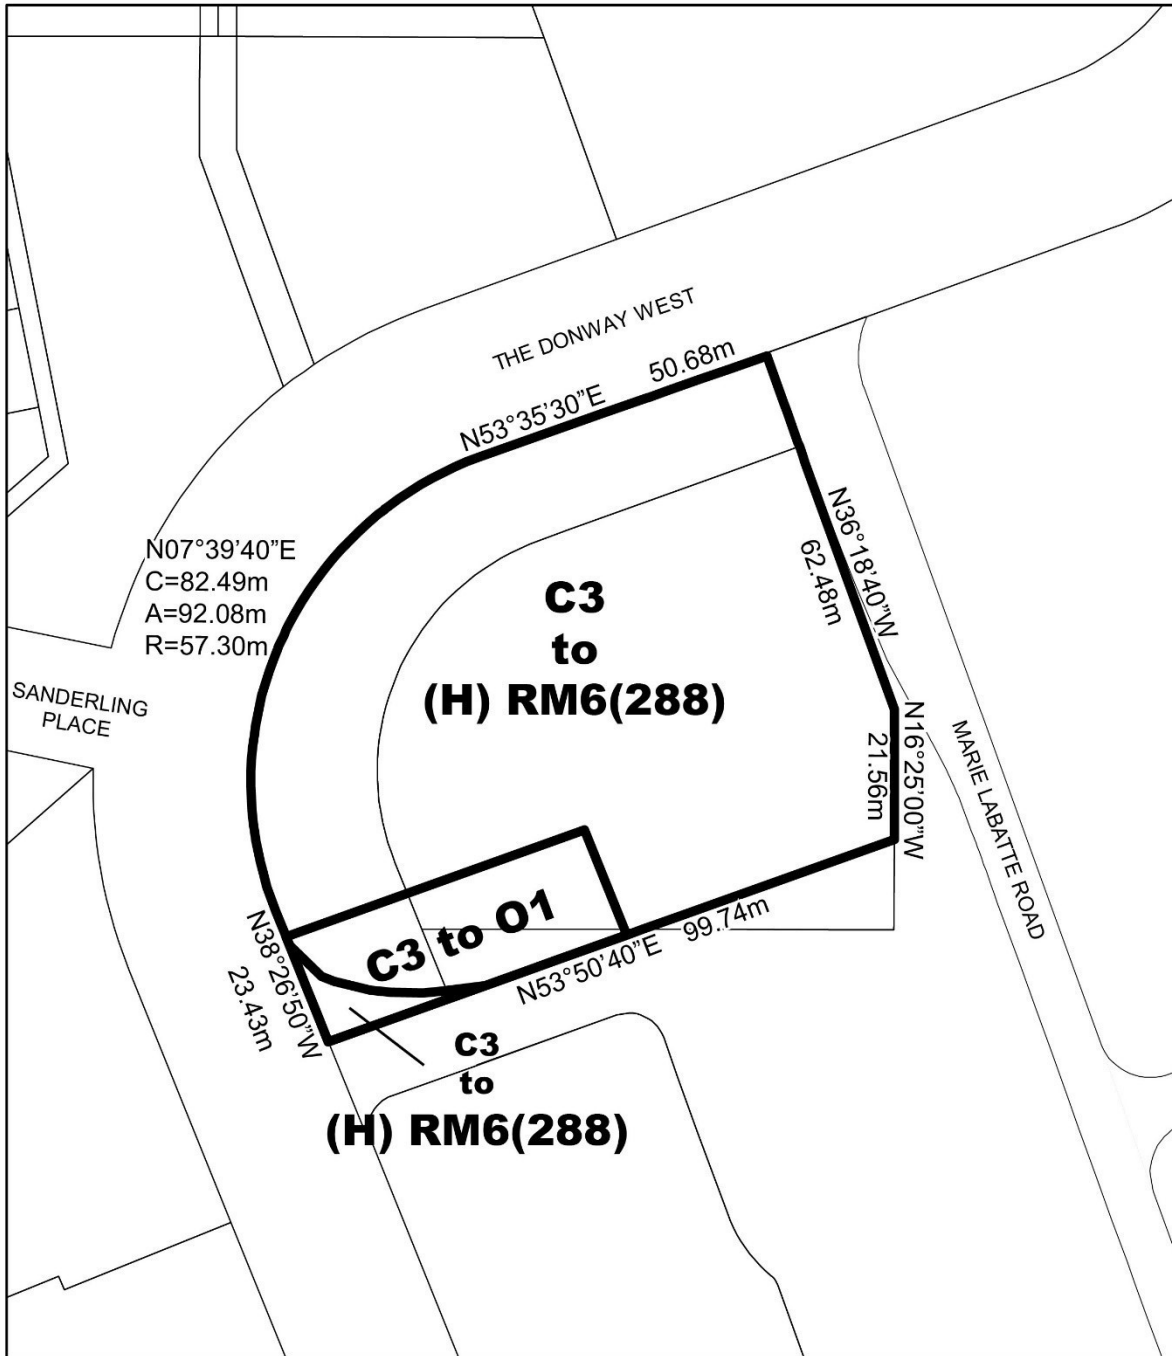 THE DONWAY WEST
50.68m
N53°35'30"E
N36°18'40"W
62.48m
N07°39'40"E
C=82.49m
A=92.08m
R=57.30m
C3
to
(H) RM6(288)
SANDERLING
PLACE
N16°25'00"W
21.56m
MARIE LABATTE ROAD
C3 to O1
99.74m
N53°50'40"E
N38°26'50"W
23.43m
C3
to
(H) RM6(288)